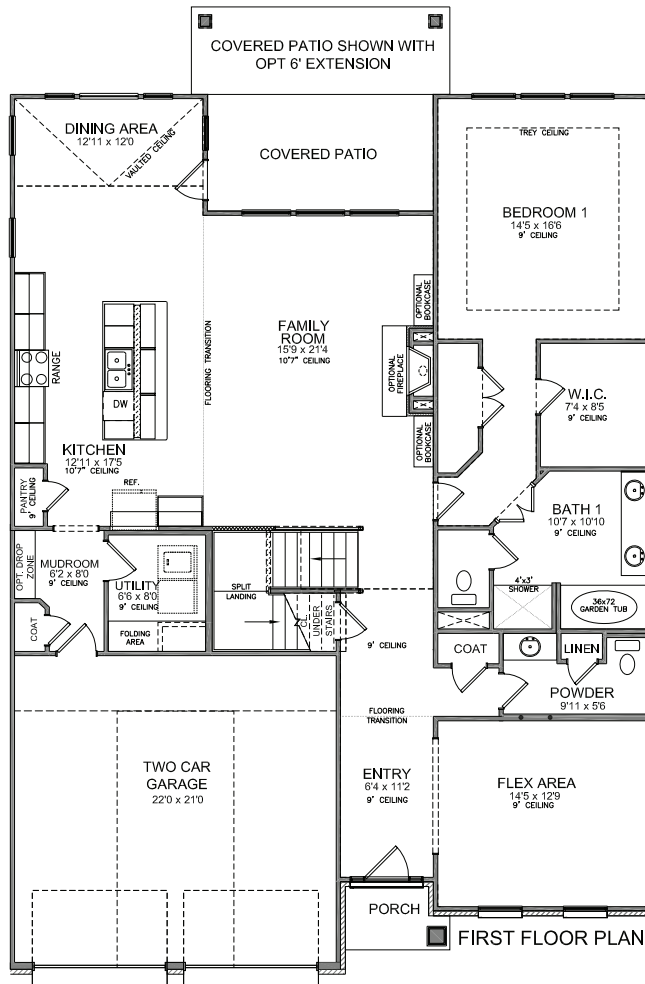 COVERED PATIO SHOWN WITH
OPT 6' EXTENSION
DINING AREA
12'11 x 12'0
VAULTED CEILING
COVERED PATIO
TREY CEILING
BEDROOM 1
14'5 x 16'6
9' CEILING
OPTIONAL
BOOKCASE
FAMILY
ROOM
15'9 x 21'4
10'7" CEILING
FLOORING TRANSITION
OPTIONAL
FIREPLACE
RANGE
DW
W.I.C.
7'4 x 8'5
9' CEILING
OPTIONAL
BOOKCASE
KITCHEN
12'11 x 17'5
10'7" CEILING
REF.
PANTRY
9' CEILING
BATH 1
10'7 x 10'10
9' CEILING
OPT. DROP
ZONE
MUDROOM
6'2 x 8'0
9' CEILING
UTILITY
6'6 x 8'0
9' CEILING
SPLIT
LANDING
4'x3'
SHOWER
36x72
GARDEN TUB
COAT
FOLDING
AREA
CL.
UNDER
STAIRS
9' CEILING
COAT
LINEN
POWDER
9'11 x 5'6
FLOORING
TRANSITION
TWO CAR
GARAGE
22'0 x 21'0
ENTRY
6'4 x 11'2
9' CEILING
FLEX AREA
14'5 x 12'9
9' CEILING
PORCH
FIRST FLOOR PLAN